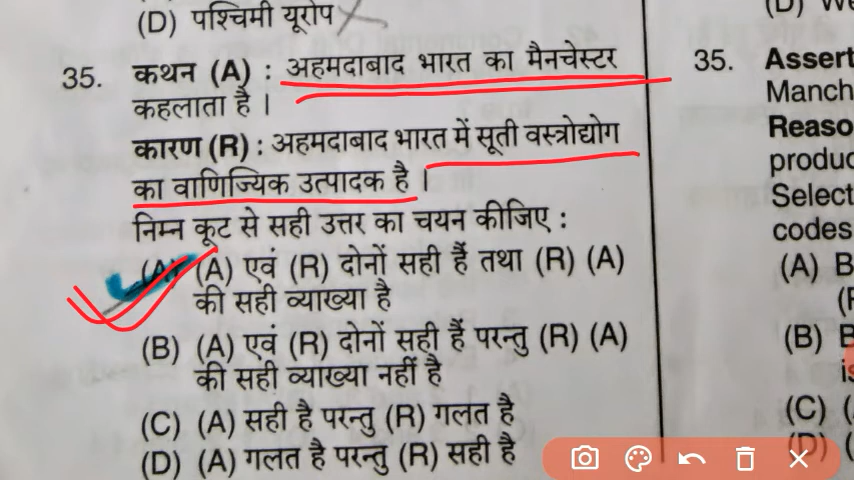 (D) पश्चिमी यूरोप
35. कथन (A) : अहमदाबाद भारत का मैनचेस्टर
कहलाता है ।
कारण (R) : अहमदाबाद भारत में सूती वस्त्रोद्योग
का वाणिज्यिक उत्पादक है ।
निम्न कूट से सही उत्तर का चयन कीजिए :
(A) (A) एवं (R) दोनों सही हैं तथा (R) (A)
की सही व्याख्या है
(B) (A) एवं (R) दोनों सही हैं परन्तु (R) (A)
की सही व्याख्या नहीं है
(C) (A) सही है परन्तु (R) गलत है
(D) (A) गलत है परन्तु (R) सही है
(D) We
35. Assert
Manch
Reaso
produc
Select
codes
(A) B
(R
(B) B
is
(C) (
(D) (